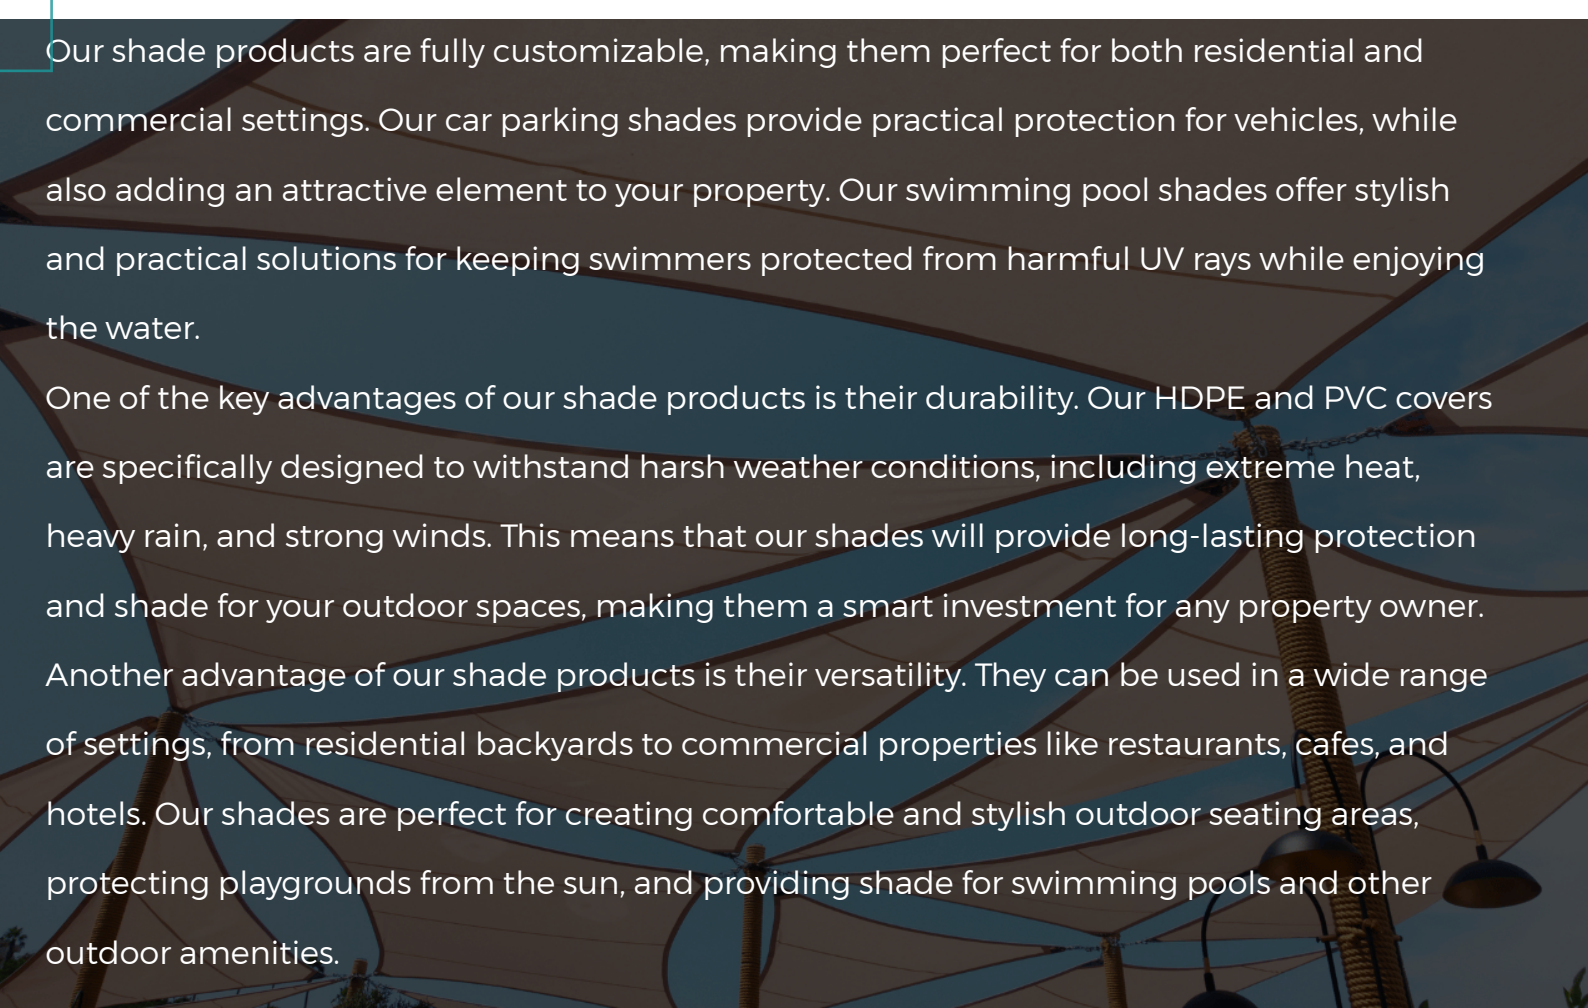 Our shade products are fully customizable, making them perfect for both residential and
commercial settings. Our car parking shades provide practical protection for vehicles, while
also adding an attractive element to your property. Our swimming pool shades offer stylish
and practical solutions for keeping swimmers protected from harmful UV rays while enjoying
the water.
One of the key advantages of our shade products is their durability. Our HDPE and PVC covers
are specifically designed to withstand harsh weather conditions, including extreme heat,
heavy rain, and strong winds. This means that our shades will provide long-lasting protection
and shade for your outdoor spaces, making them a smart investment for any property owner.
Another advantage of our shade products is their versatility. They can be used in a wide range
of settings, from residential backyards to commercial properties like restaurants, cafes, and
hotels. Our shades are perfect for creating comfortable and stylish outdoor seating areas,
protecting playgrounds from the sun, and providing shade for swimming pools and other
outdoor amenities.